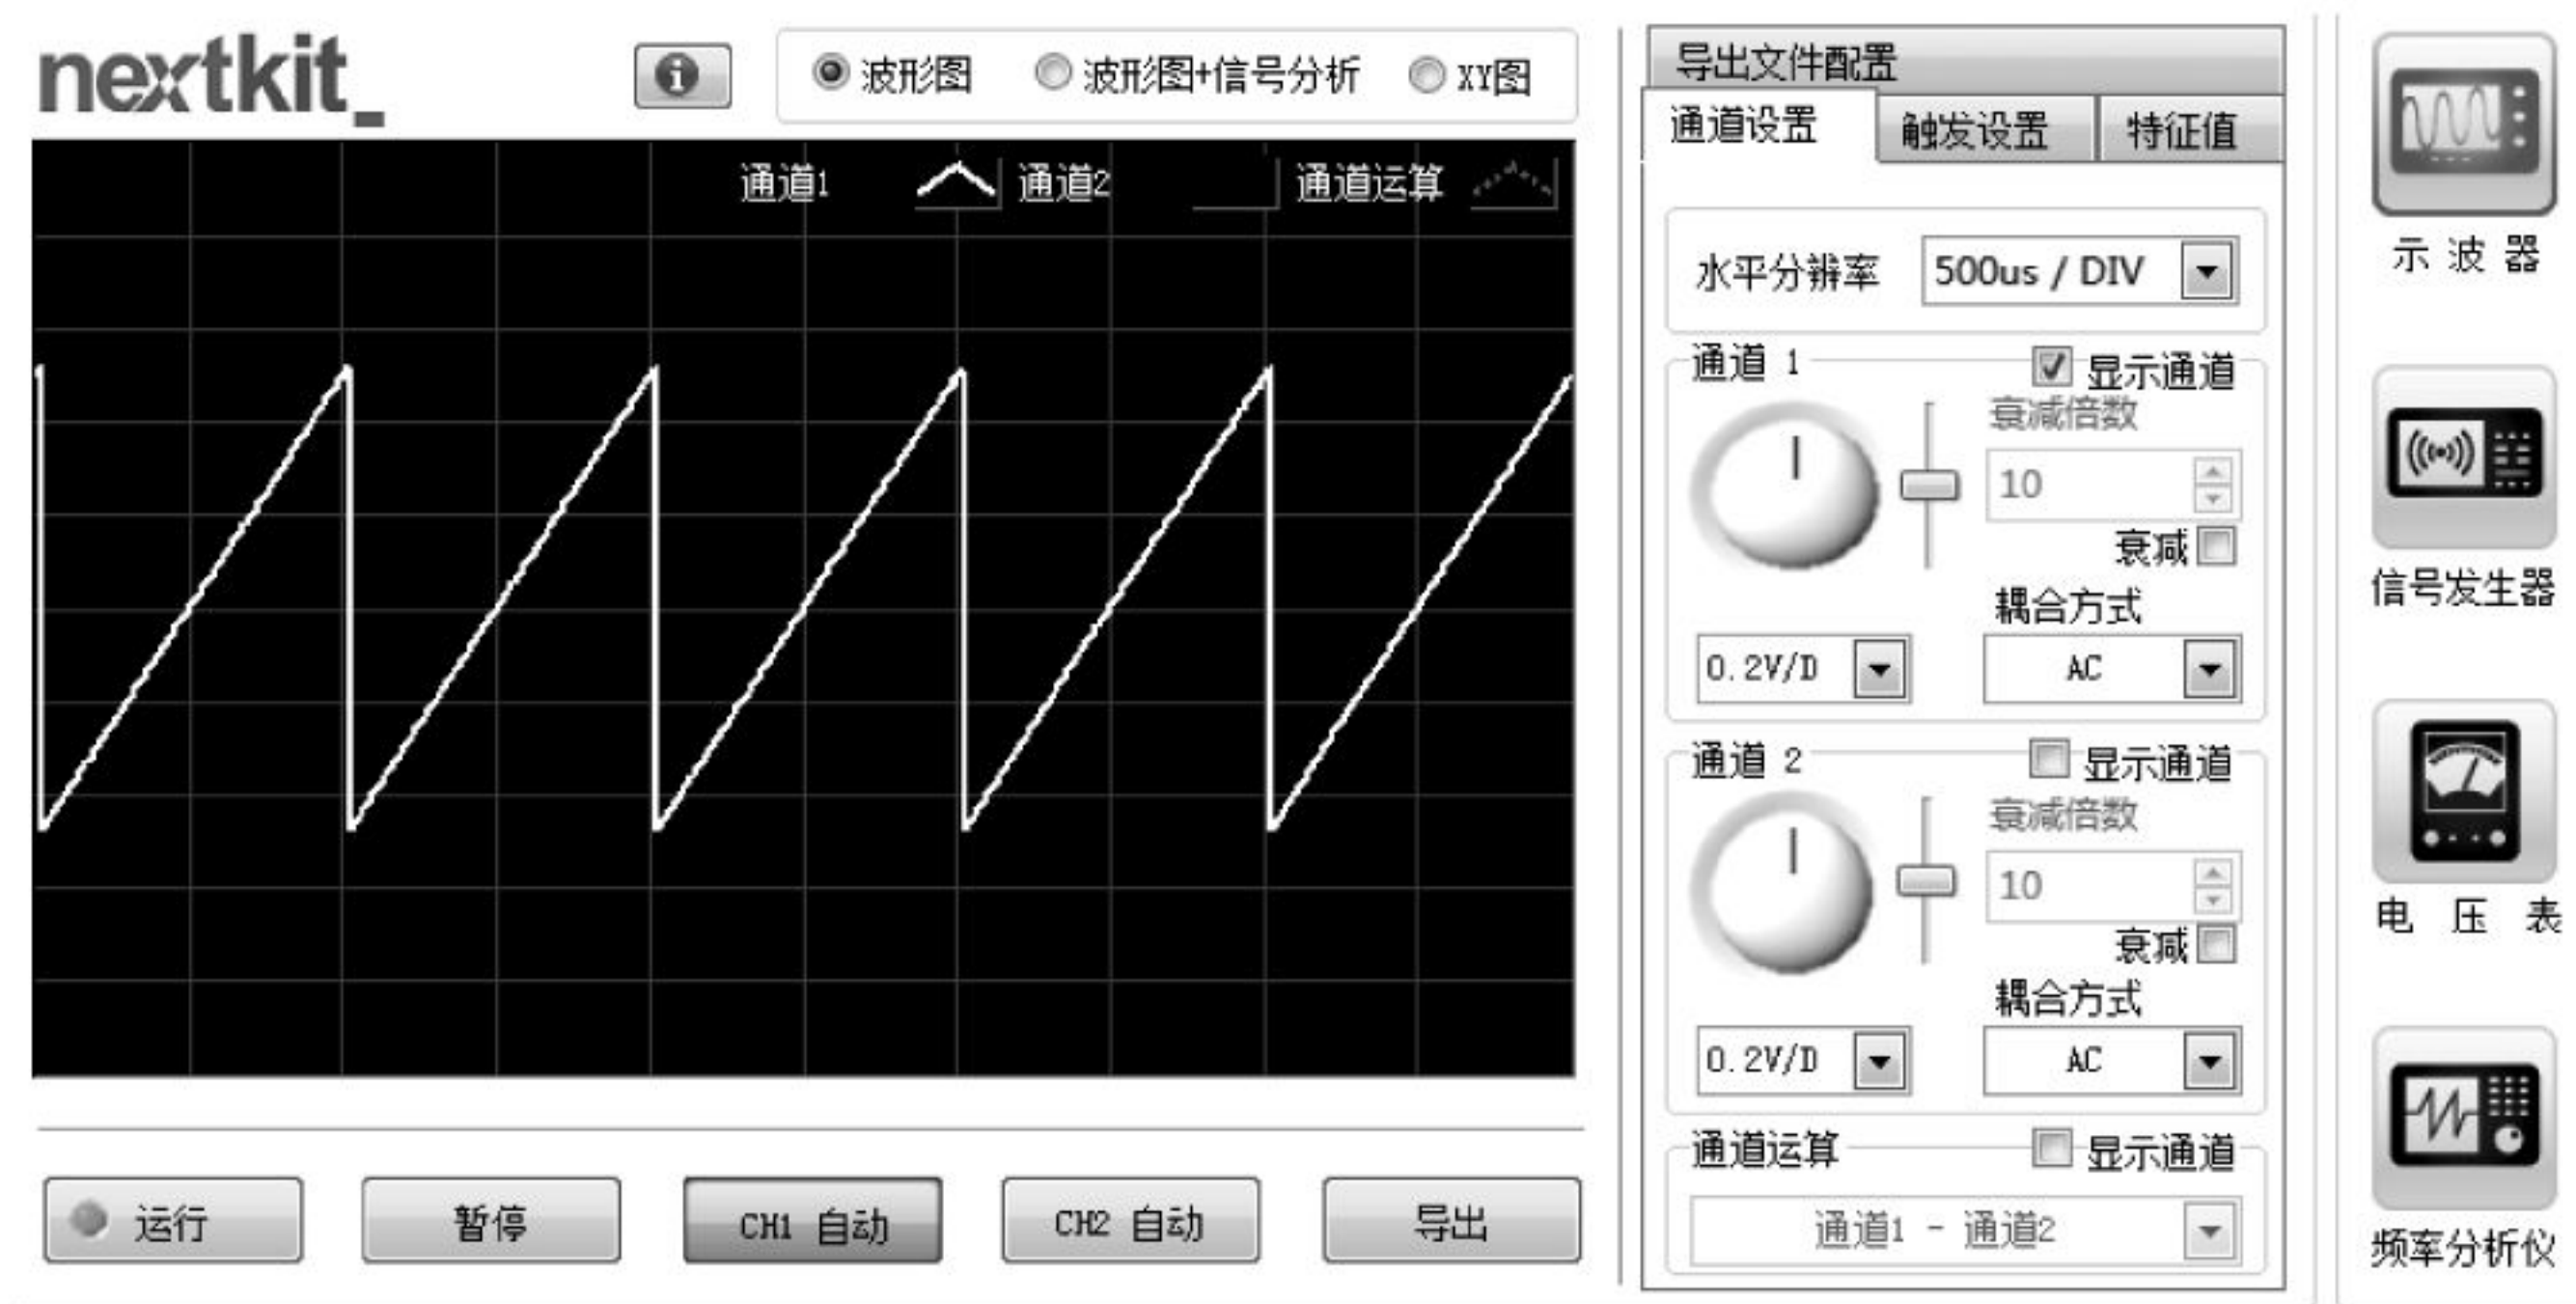 nextkit_
波形图 波形图+信号分析 XY图
通道1 通道2 通道运算
运行 暂停 CH1 自动 CH2 自动 导出
导出文件配置
通道设置 触发设置 特征值
水平分辨率 500us / DIV
通道 1 显示通道
衰减倍数
10
衰减
耦合方式
0.2V/D AC
通道 2 显示通道
衰减倍数
10
衰减
耦合方式
0.2V/D AC
通道运算 显示通道
通道1 - 通道2
示波器
信号发生器
电压表
频率分析仪